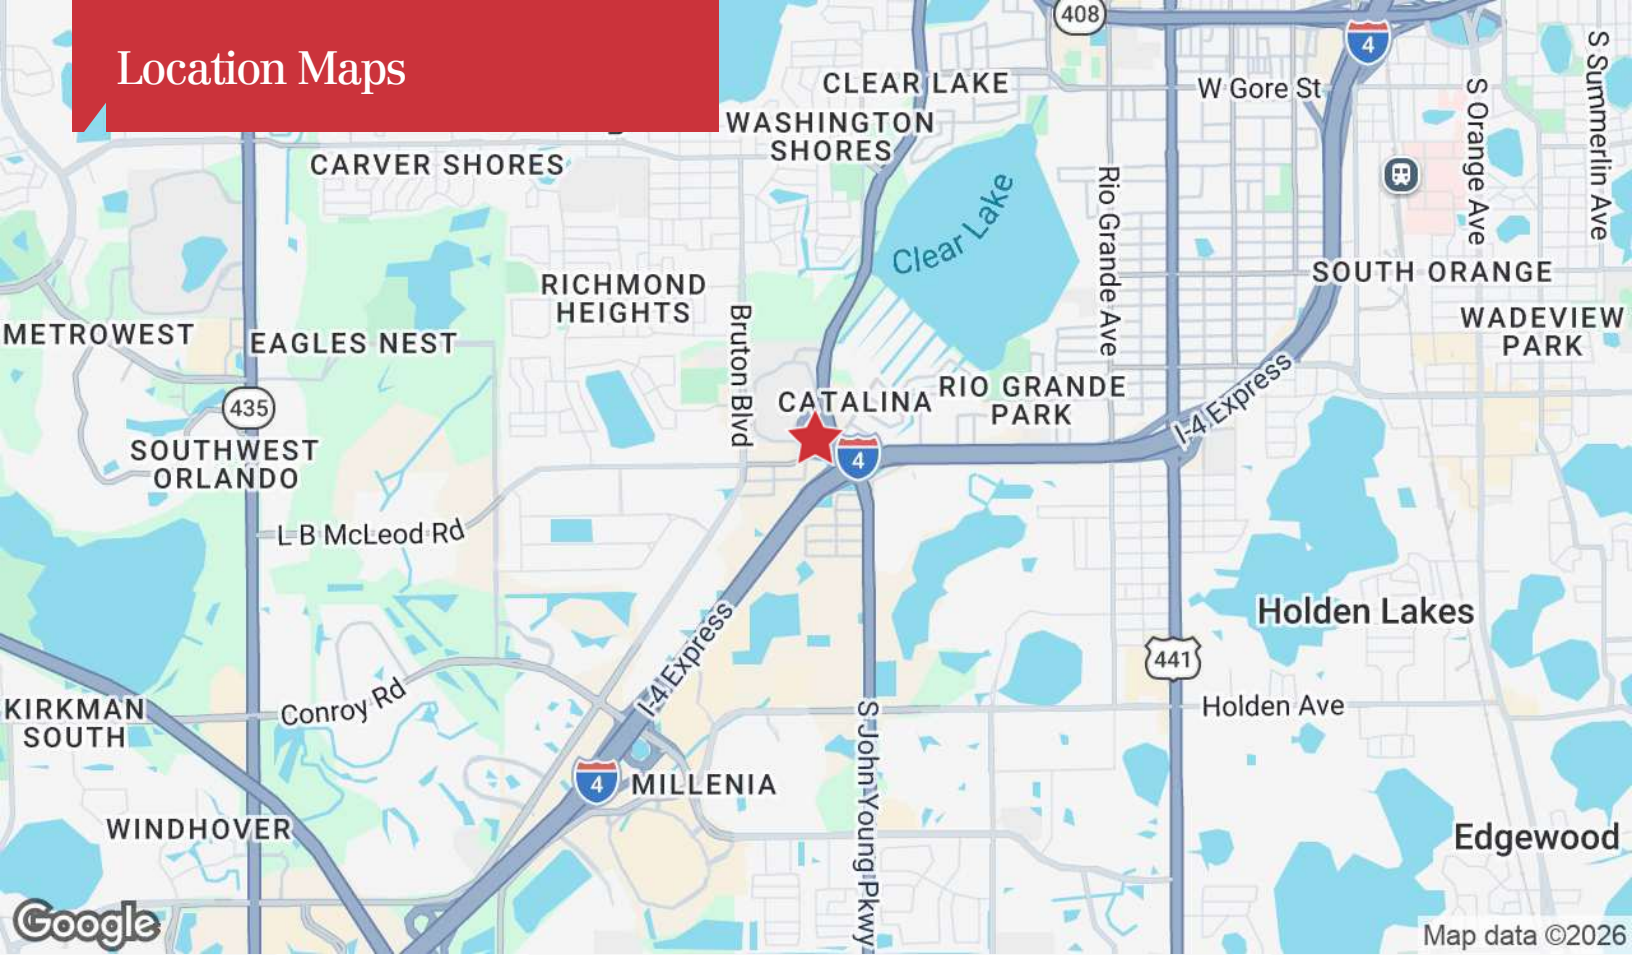 Location Maps
408
4
CLEAR LAKE
W Gore St
S Summerlin Ave
S Orange Ave
WASHINGTON
SHORES
CARVER SHORES
Clear Lake
Rio Grande Ave
RICHMOND
HEIGHTS
SOUTH ORANGE
METROWEST
EAGLES NEST
Bruton Blvd
WADEVIEW
PARK
CATALINA
RIO GRANDE
PARK
I-4 Express
435
SOUTHWEST
ORLANDO
4
L B McLeod Rd
Holden Lakes
I-4 Express
441
KIRKMAN
SOUTH
Conroy Rd
S John Young Pkwy
Holden Ave
4
MILLENIA
WINDHOVER
Edgewood
Google
Map data ©2026